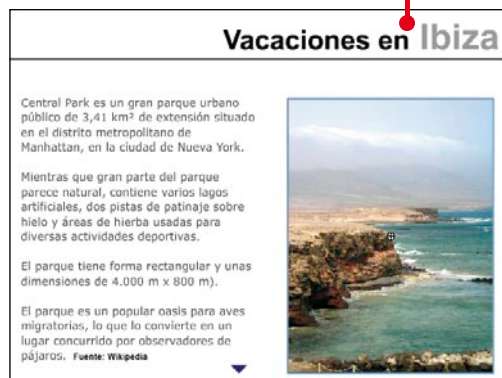 Vacaciones en Ibiza
Central Park es un gran parque urbano
público de 3,41 km² de extensión situado
en el distrito metropolitano de
Manhattan, en la ciudad de Nueva York.
Mientras que gran parte del parque
parece natural, contiene varios lagos
artificiales, dos pistas de patinaje sobre
hielo y áreas de hierba usadas para
diversas actividades deportivas.
El parque tiene forma rectangular y unas
dimensiones de 4.000 m x 800 m).
El parque es un popular oasis para aves
migratorias, lo que lo convierte en un
lugar concurrido por observadores de
pájaros. Fuente: Wikipedia